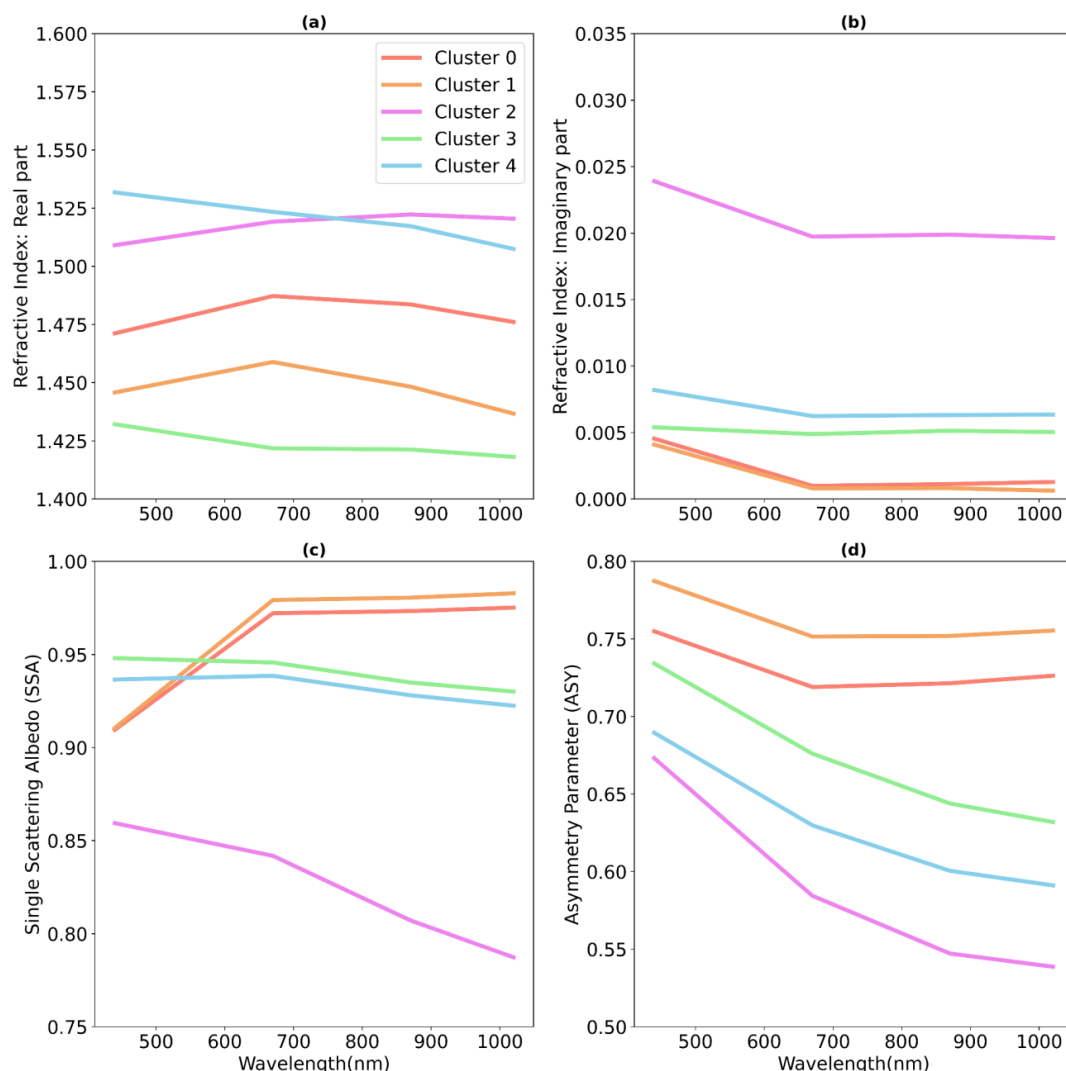 (a)
1.600
1.575
1.550
1.525
1.500
1.475
1.450
1.425
1.400
Refractive Index: Real part
Cluster 0
Cluster 1
Cluster 2
Cluster 3
Cluster 4
500 600 700 800 900 1000
(b)
0.035
0.030
0.025
0.020
0.015
0.010
0.005
0.000
Refractive Index: Imaginary part
500 600 700 800 900 1000
(c)
1.00
0.95
0.90
0.85
0.80
0.75
Single Scattering Albedo (SSA)
500 600 700 800 900 1000
Wavelength(nm)
(d)
0.80
0.75
0.70
0.65
0.60
0.55
0.50
Asymmetry Parameter (ASY)
500 600 700 800 900 1000
Wavelength(nm)